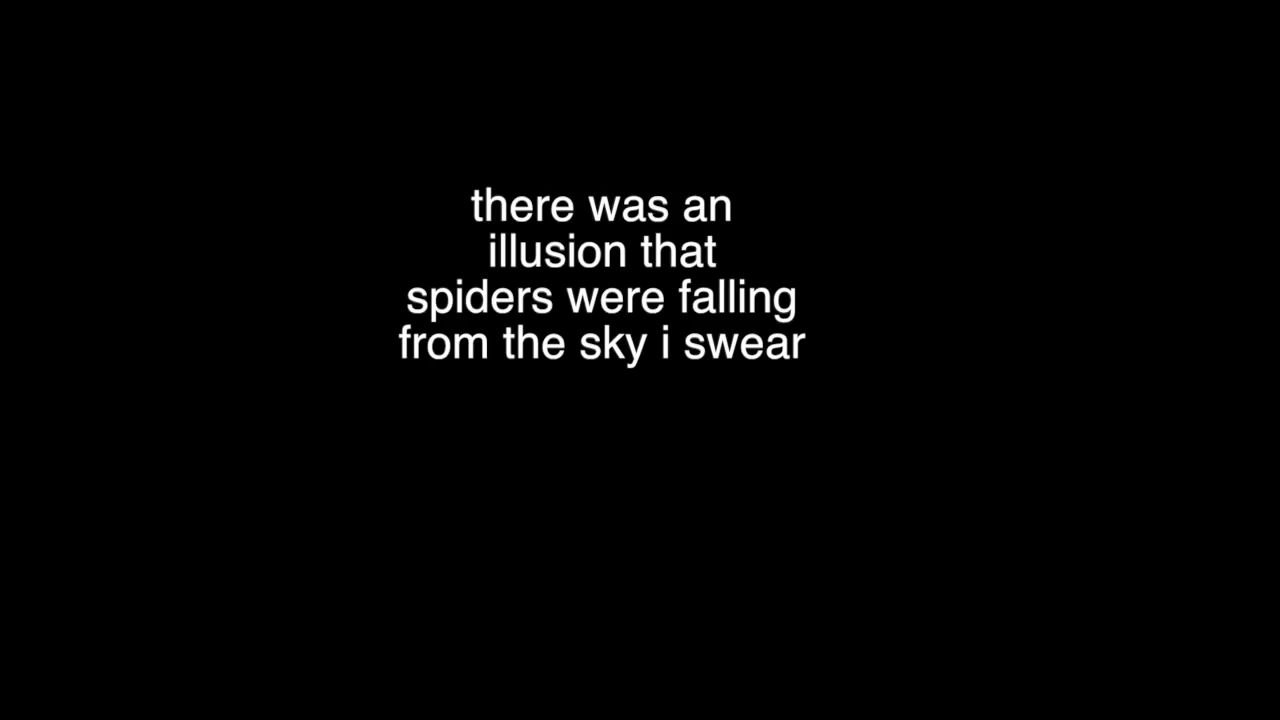 there was an
illusion that
spiders were falling
from the sky i swear